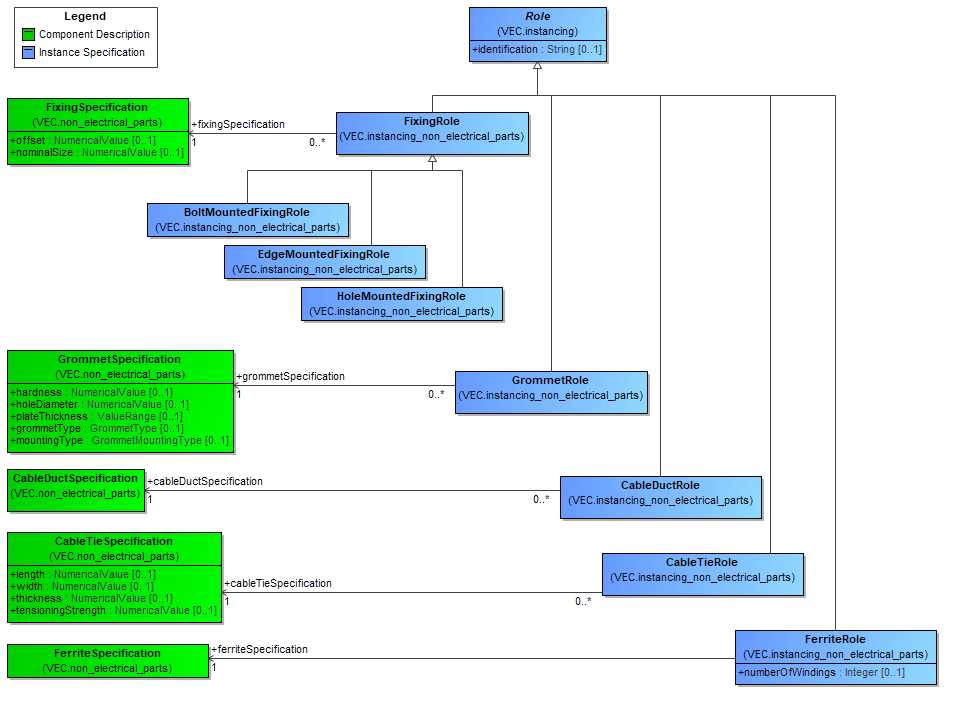 Legend
Component Description
Instance Specification
Role
(VEC.instancing)
+identification : String [0..1]
FixingSpecification
(VEC.non_electrical_parts)
+offset : NumericalValue [0..1]
+nominalSize : NumericalValue [0..1]
+fixingSpecification
1
0..*
FixingRole
(VEC.instancing_non_electrical_parts)
BoltMountedFixingRole
(VEC.instancing_non_electrical_parts)
EdgeMountedFixingRole
(VEC.instancing_non_electrical_parts)
HoleMountedFixingRole
(VEC.instancing_non_electrical_parts)
GrommetSpecification
(VEC.non_electrical_parts)
+hardness : NumericalValue [0..1]
+holeDiameter : NumericalValue [0..1]
+plateThickness : ValueRange [0..1]
+grommetType : GrommetType [0..1]
+mountingType : GrommetMountingType [0..1]
+grommetSpecification
1
0..*
GrommetRole
(VEC.instancing_non_electrical_parts)
CableDuctSpecification
(VEC.non_electrical_parts)
+cableDuctSpecification
1
0..*
CableDuctRole
(VEC.instancing_non_electrical_parts)
CableTieSpecification
(VEC.non_electrical_parts)
+length : NumericalValue [0..1]
+width : NumericalValue [0..1]
+thickness : NumericalValue [0..1]
+tensioningStrength : NumericalValue [0..1]
+cableTieSpecification
1
0..*
CableTieRole
(VEC.instancing_non_electrical_parts)
FerriteSpecification
(VEC.non_electrical_parts)
+ferriteSpecification
1
FerriteRole
(VEC.instancing_non_electrical_parts)
+numberOfWindings : Integer [0..1]